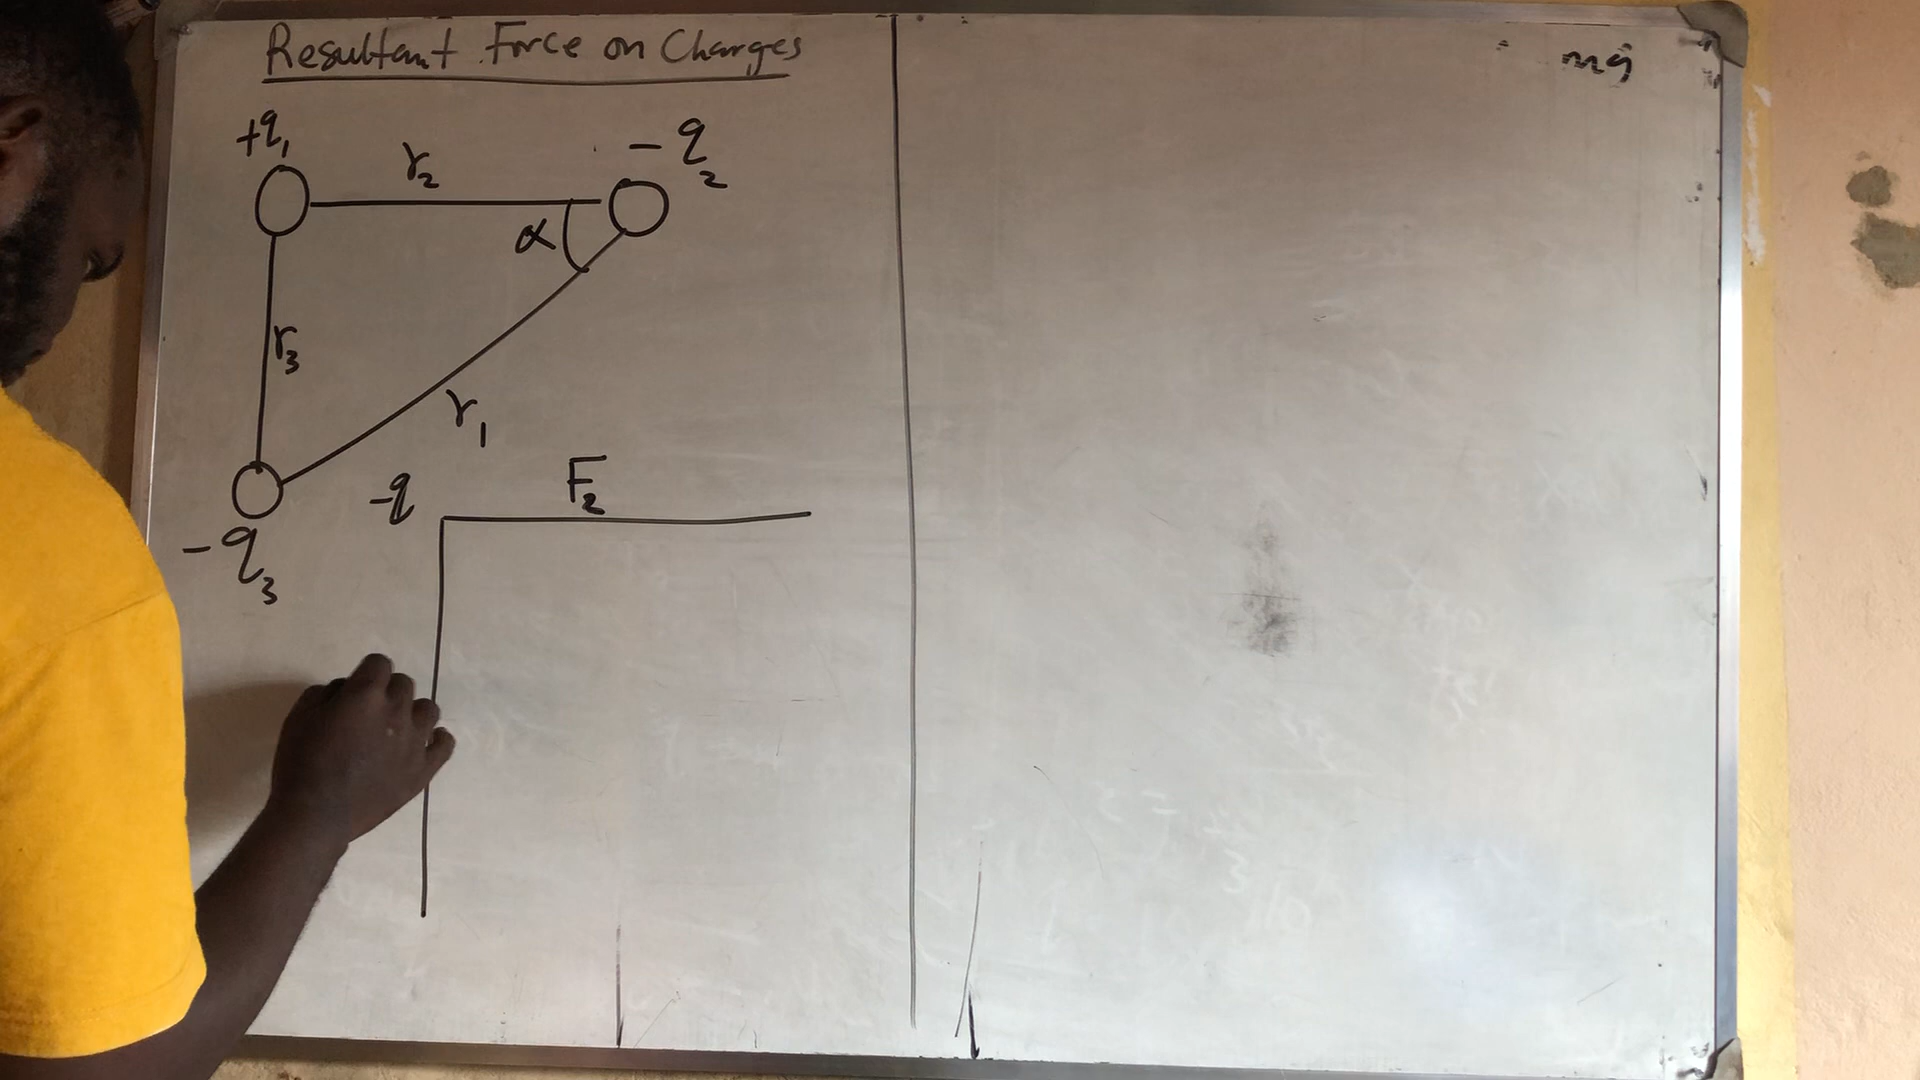 Resultant Force on Charges
mg
+q1
r2
- q2
α
r3
r1
-q
F2
- q3